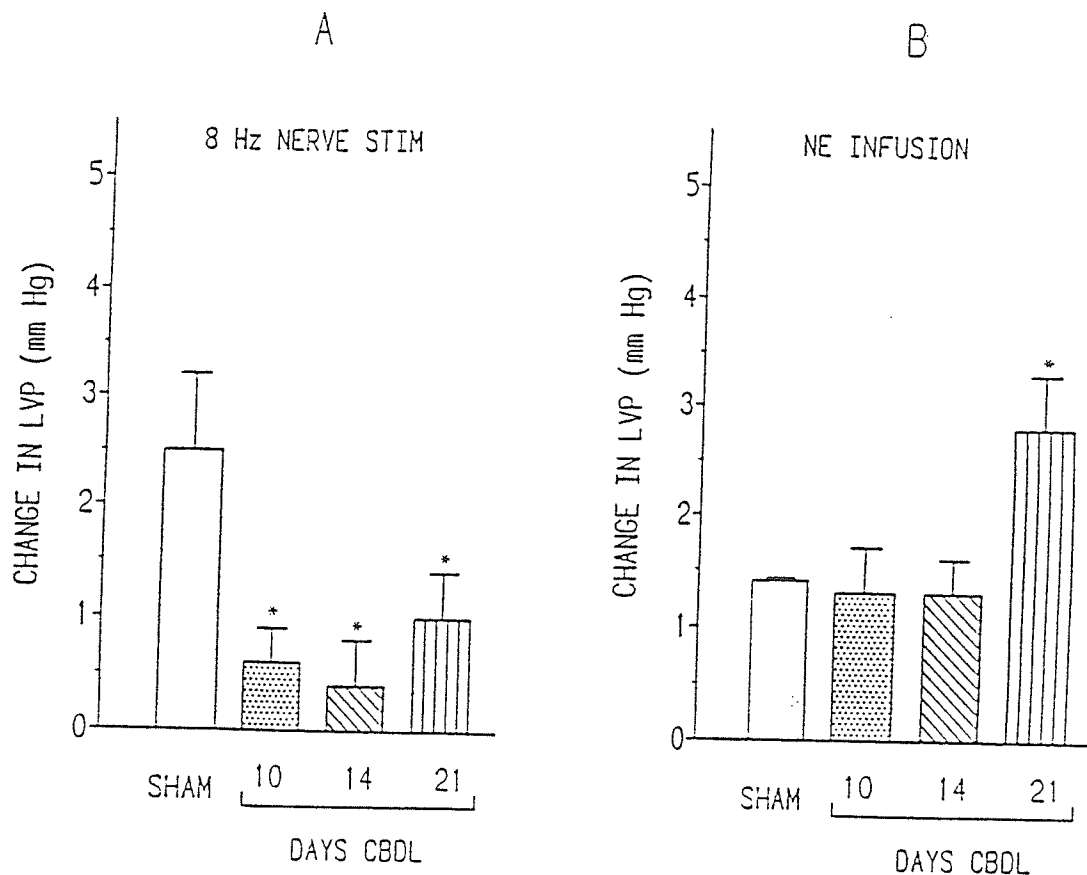 A
8 Hz NERVE STIM
CHANGE IN LVP (mm Hg)
5
4
3
2
1
0
*
*
*
SHAM
10
14
21
DAYS CBDL
B
NE INFUSION
CHANGE IN LVP (mm Hg)
5
4
3
2
1
0
*
SHAM
10
14
21
DAYS CBDL